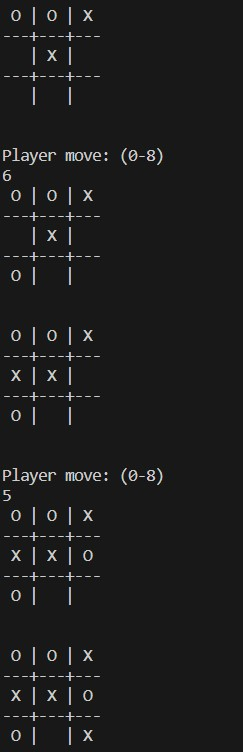 O | O | X
---+---+---
   | X |
---+---+---
   |   |
Player move: (0-8)
6
 O | O | X
---+---+---
   | X |
---+---+---
 O |   |
 O | O | X
---+---+---
 X | X |
---+---+---
 O |   |
Player move: (0-8)
5
 O | O | X
---+---+---
 X | X | O
---+---+---
 O |   |
 O | O | X
---+---+---
 X | X | O
---+---+---
 O |   | X